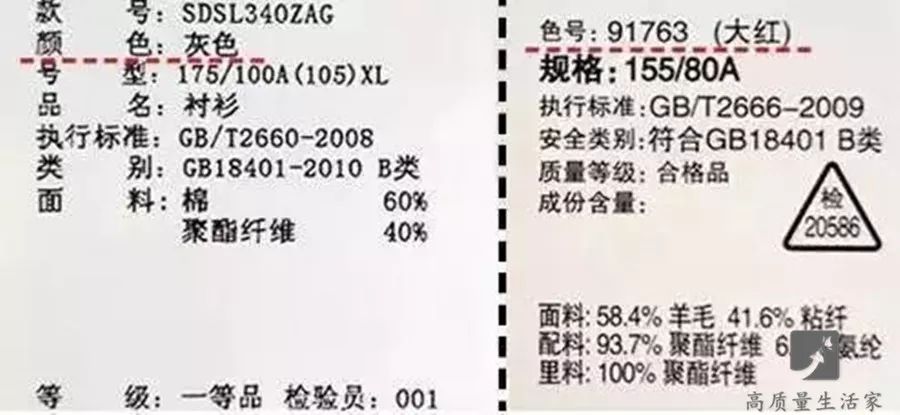 款 号: SDSL340ZAG
颜 色: 灰色
号 型: 175/100A(105)XL
品 名: 衬衫
执行标准: GB/T2660-2008
类 别: GB18401-2010 B类
面 料: 棉 60%
聚酯纤维 40%
等 级: 一等品 检验员: 001
色号: 91763 (大红)
规格: 155/80A
执行标准: GB/T2666-2009
安全类别: 符合GB18401 B类
质量等级: 合格品
成份含量:
检
20586
面料: 58.4% 羊毛 41.6% 粘纤
配料: 93.7% 聚酯纤维 氨纶
里料: 100% 聚酯纤维
高质量生活家